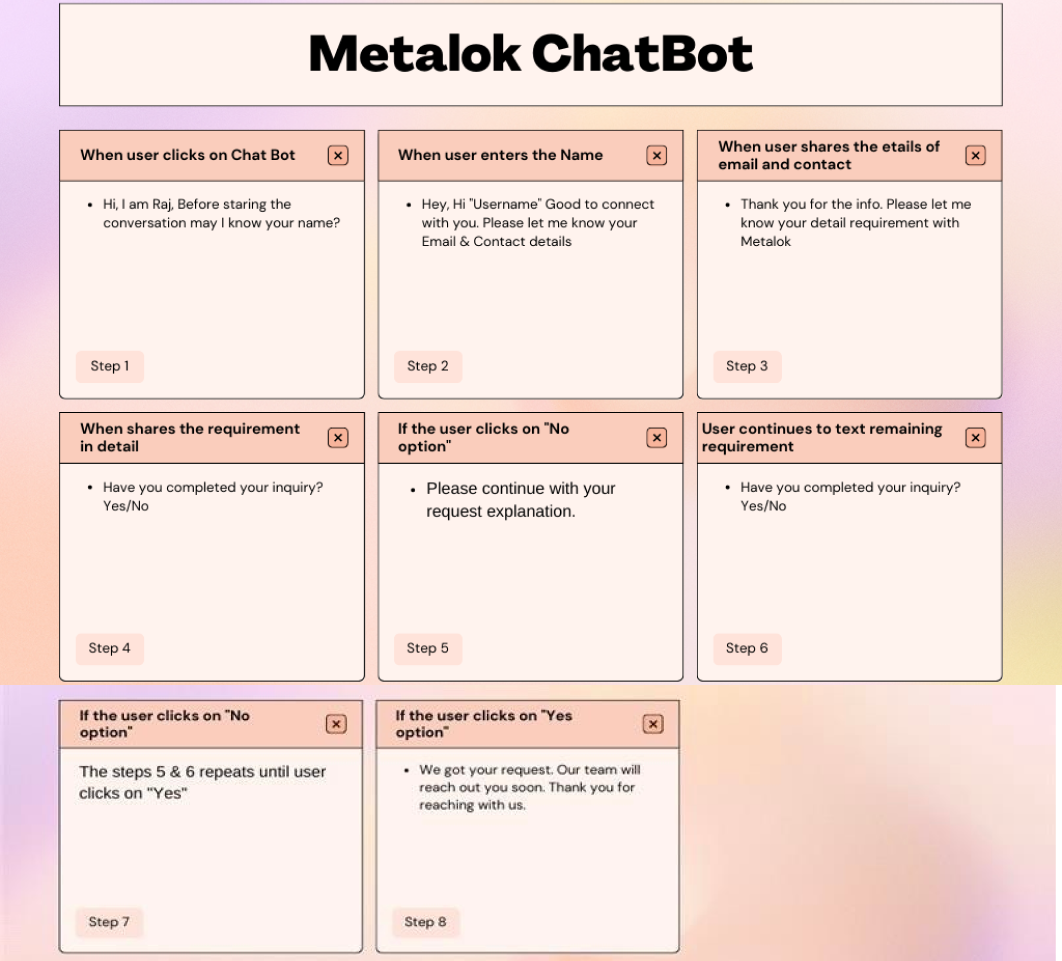 Metalok ChatBot
When user clicks on Chat Bot
• Hi, I am Raj, Before staring the
conversation may I know your name?
Step 1
When user enters the Name
• Hey, Hi "Username" Good to connect
with you. Please let me know your
Email & Contact details
Step 2
When user shares the etails of
email and contact
• Thank you for the info. Please let me
know your detail requirement with
Metalok
Step 3
When shares the requirement
in detail
• Have you completed your inquiry?
Yes/No
Step 4
If the user clicks on "No
option"
• Please continue with your
request explanation.
Step 5
User continues to text remaining
requirement
• Have you completed your inquiry?
Yes/No
Step 6
If the user clicks on "No
option"
The steps 5 & 6 repeats until user
clicks on "Yes"
Step 7
If the user clicks on "Yes
option"
• We got your request. Our team will
reach out you soon. Thank you for
reaching with us.
Step 8